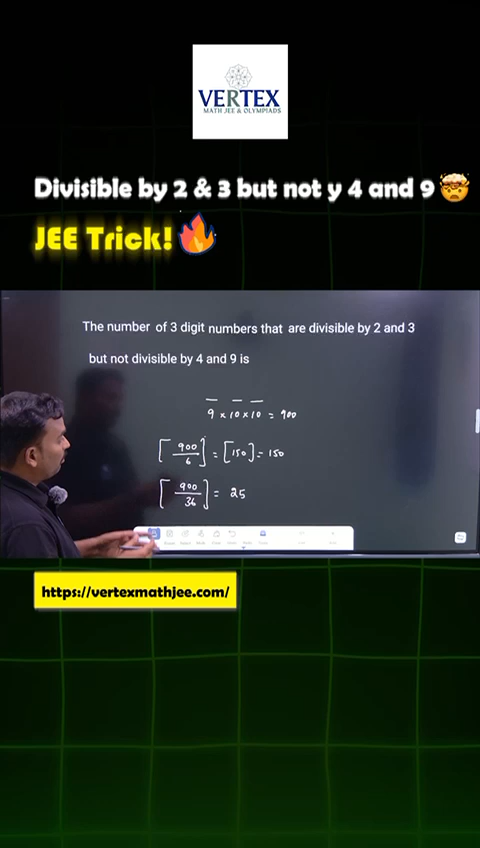 VERTEX
MATH JEE & OLYMPIADS
Divisible by 2 & 3 but not y 4 and 9🤯
JEE Trick!🔥
The number of 3 digit numbers that are divisible by 2 and 3
but not divisible by 4 and 9 is
_ _ _
9 × 10 × 10 = 900
[900/6] = [150] = 150
[900/36] = 25
https://vertexmathjee.com/